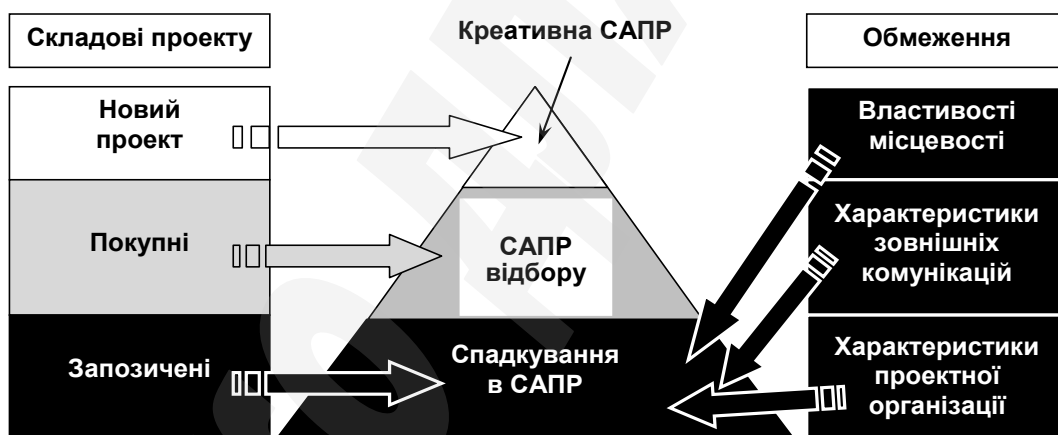 Складові проекту
Креативна САПР
Обмеження
Новий
проект
Покупні
Запозичені
САПР
відбору
Спадкування
в САПР
Властивості
місцевості
Характеристики
зовнішніх
комунікацій
Характеристики
проектної
організації